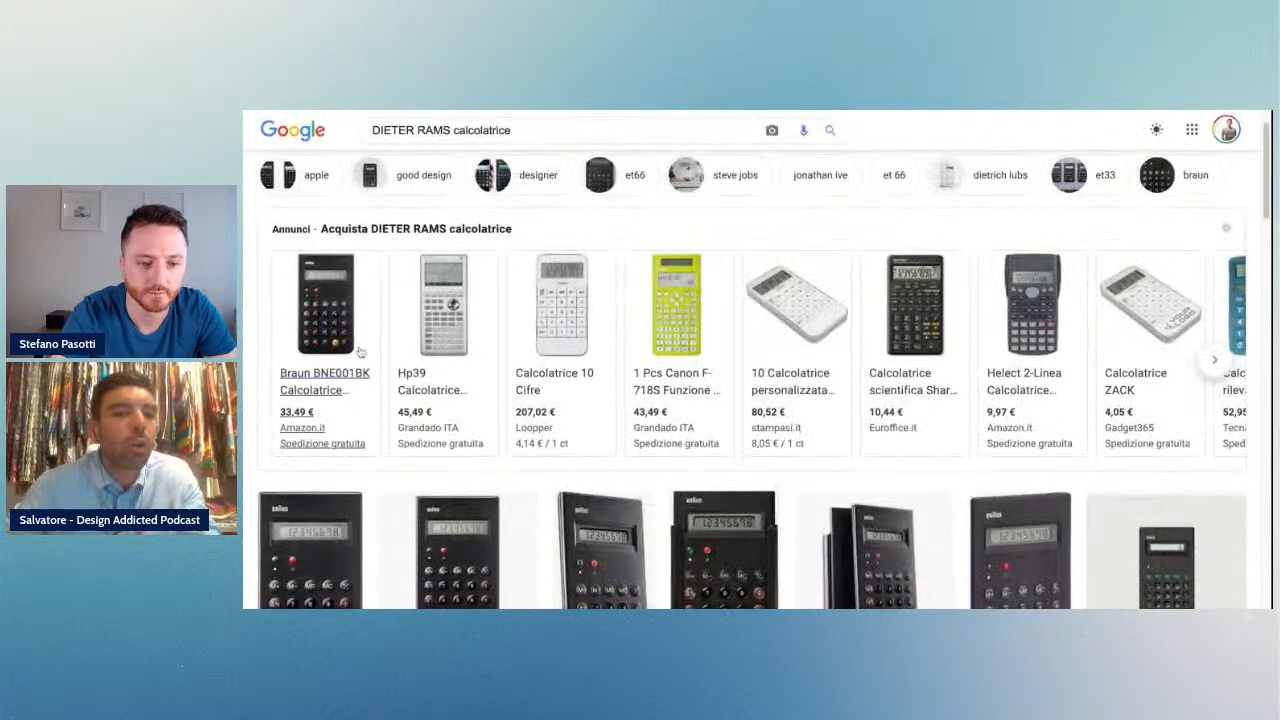 Google
DIETER RAMS calcolatrice
apple
good design
designer
et66
steve jobs
jonathan ive
et 66
dietrich lubs
et33
braun
Annunci · Acquista DIETER RAMS calcolatrice
Braun BNE001BK
Calcolatrice...
33,49 €
Amazon.it
Spedizione gratuita
Hp39
Calcolatrice...
45,49 €
Grandado ITA
Spedizione gratuita
Calcolatrice 10
Cifre
207,02 €
Loopper
4,14 € / 1 ct
1 Pcs Canon F-
718S Funzione ...
43,49 €
Grandado ITA
Spedizione gratuita
10 Calcolatrice
personalizzata...
80,52 €
stampasi.it
8,05 € / 1 ct
Calcolatrice
scientifica Shar...
10,44 €
Euroffice.it
Helect 2-Linea
Calcolatrice...
9,97 €
Amazon.it
Spedizione gratuita
Calcolatrice
ZACK
4,05 €
Gadget365
Spedizione gratuita
Cal
rilev
52,95
Tecni
Sped
Stefano Pasotti
Salvatore - Design Addicted Podcast